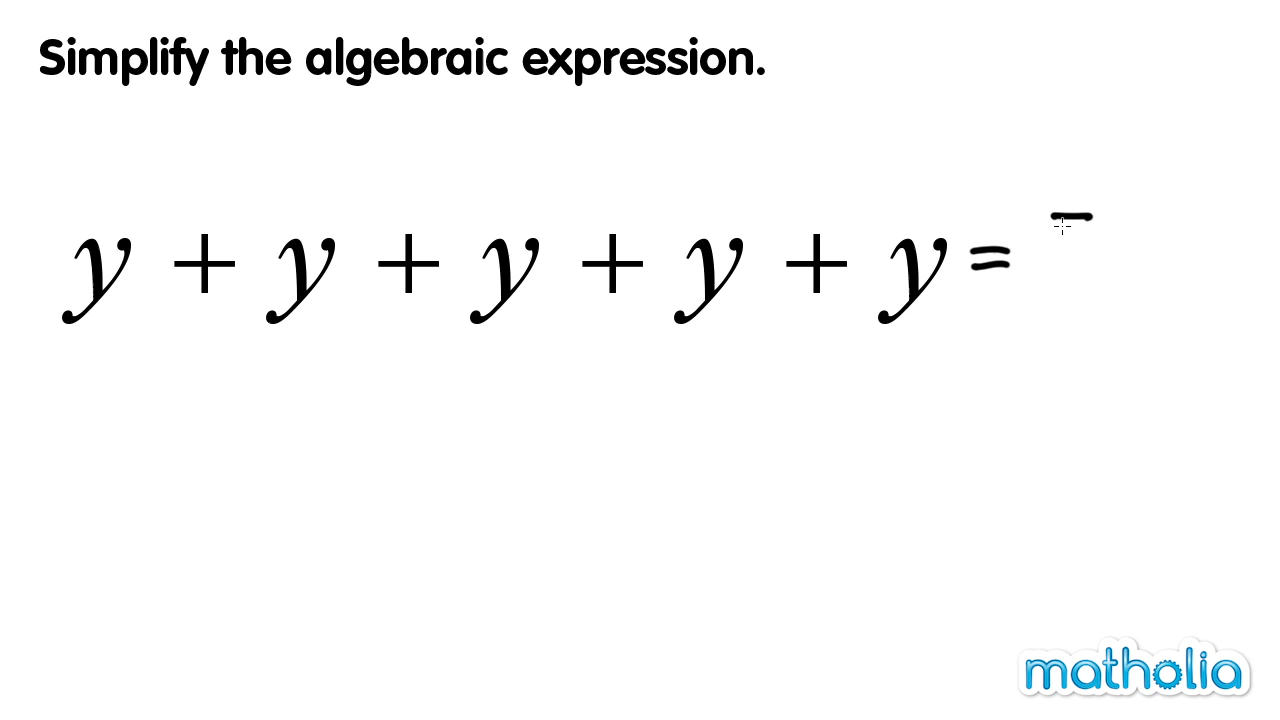 Simplify the algebraic expression.
y + y + y + y + y =
matholia